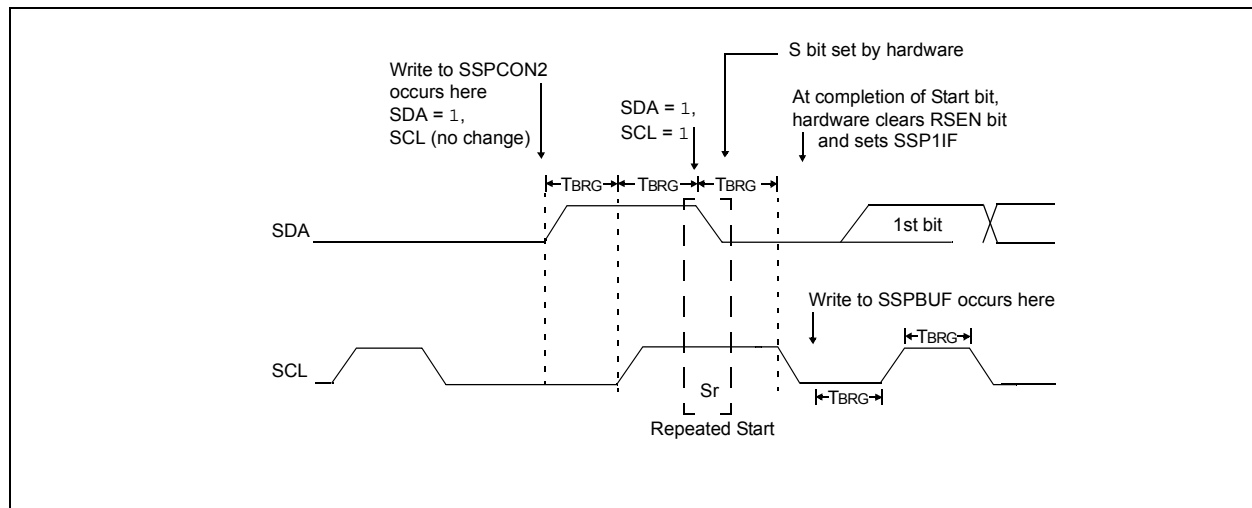 S bit set by hardware
Write to SSPCON2
occurs here
SDA = 1,
SCL (no change)
SDA = 1,
SCL = 1
At completion of Start bit,
hardware clears RSEN bit
and sets SSP1IF
TBRG
TBRG
TBRG
SDA
1st bit
Write to SSPBUF occurs here
TBRG
SCL
Sr
TBRG
Repeated Start